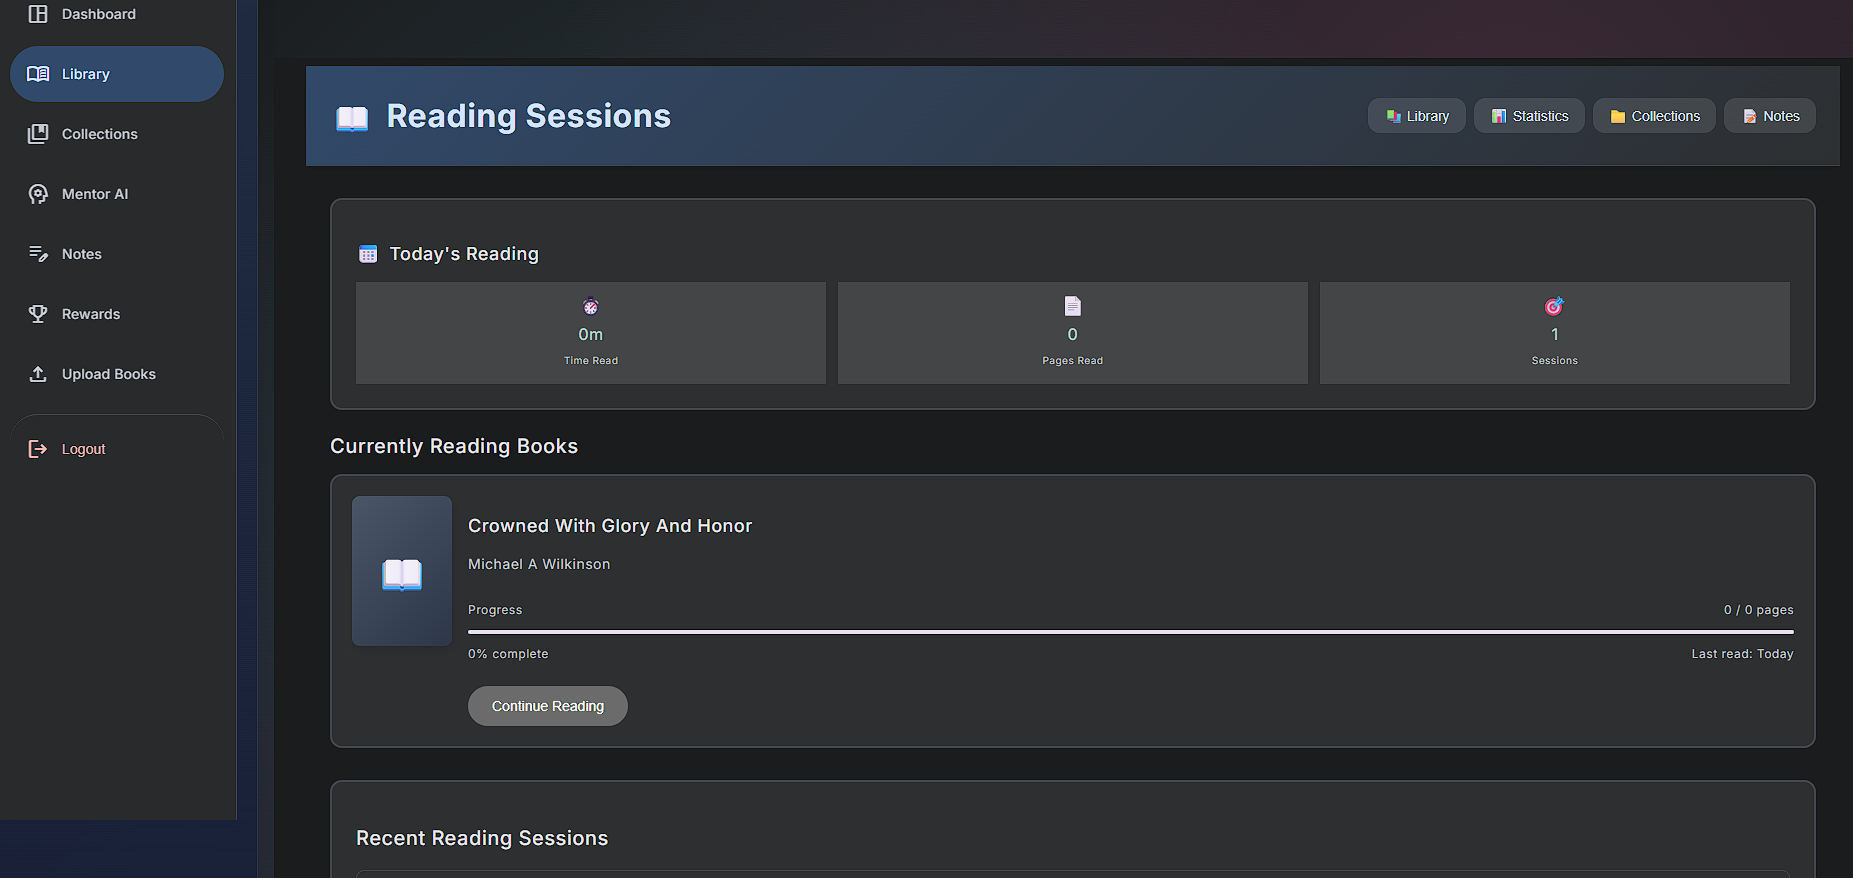 Dashboard
Library
Collections
Mentor AI
Notes
Rewards
Upload Books
Logout
Reading Sessions
Library
Statistics
Collections
Notes
Today's Reading
0m
Time Read
0
Pages Read
1
Sessions
Currently Reading Books
Crowned With Glory And Honor
Michael A Wilkinson
Progress
0 / 0 pages
0% complete
Last read: Today
Continue Reading
Recent Reading Sessions